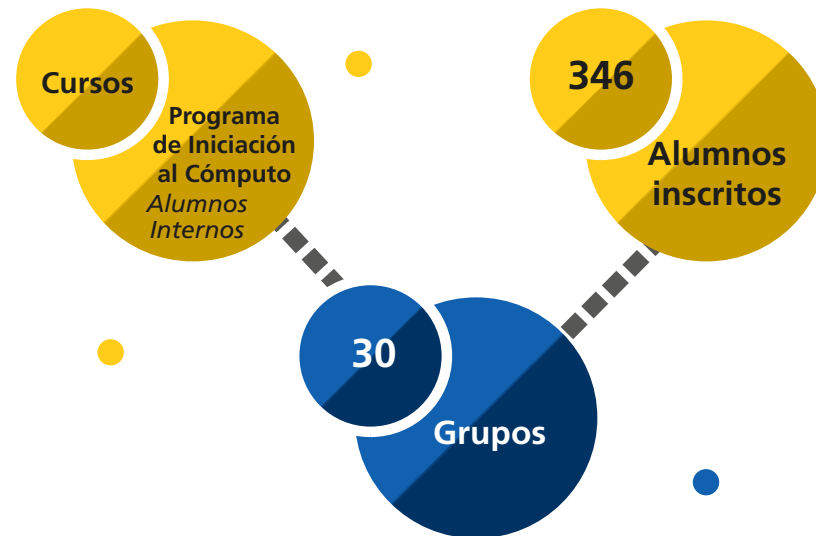 Cursos
Programa
de Iniciación
al Cómputo
Alumnos
Internos
30
Grupos
346
Alumnos
inscritos